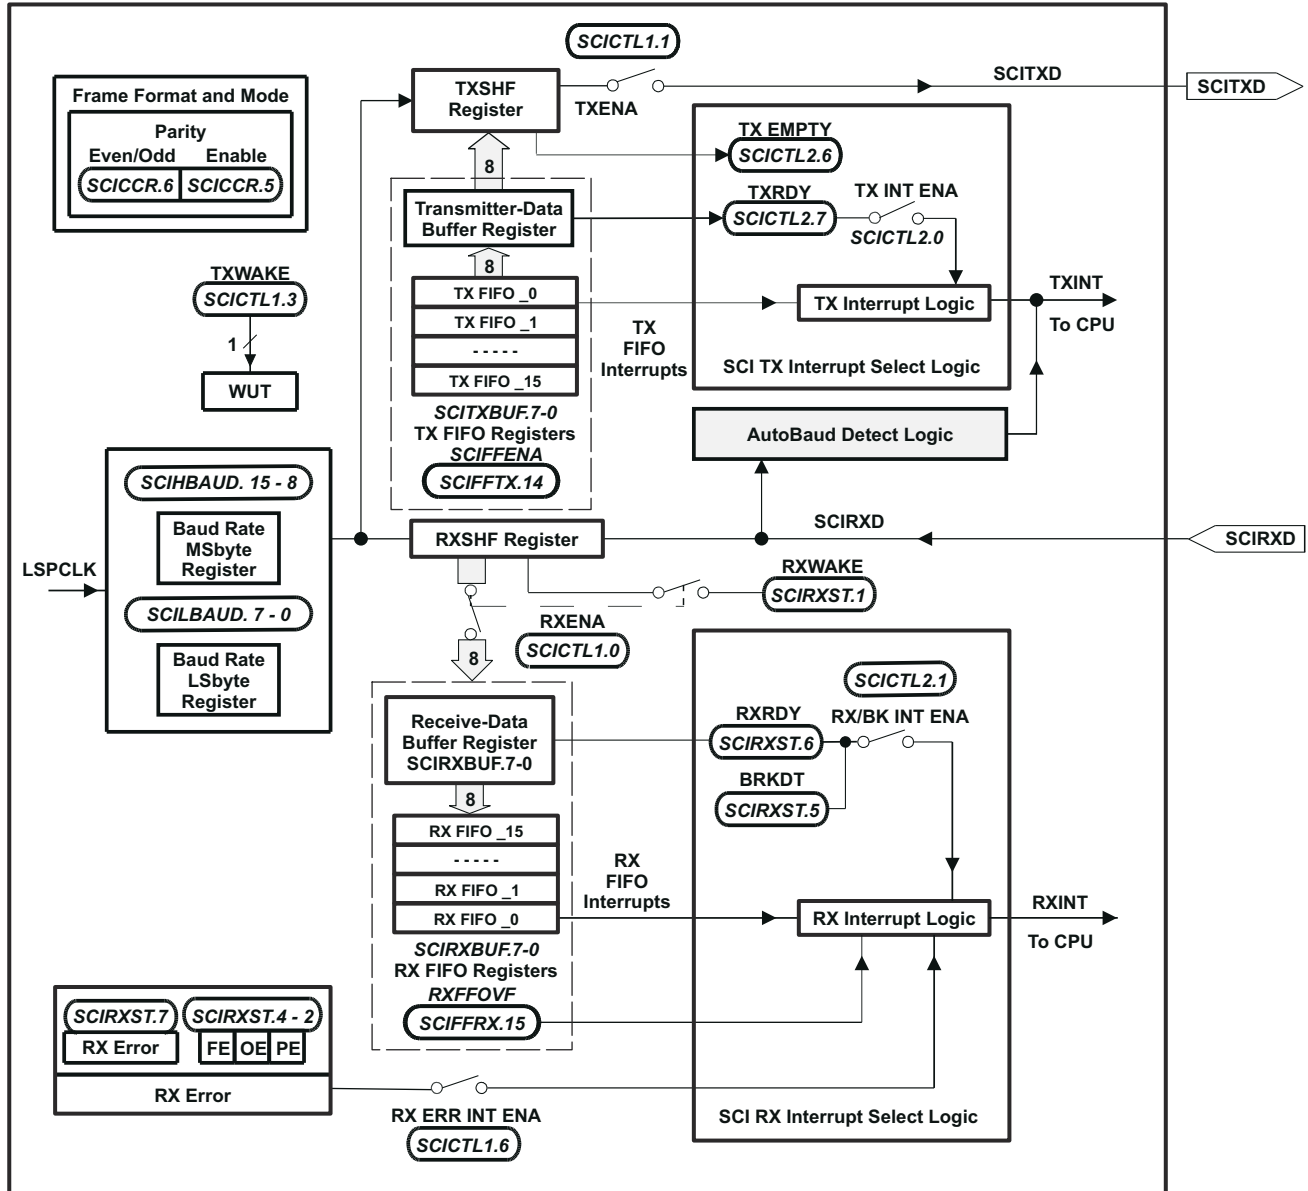 SCICTL1.1
Frame Format and Mode
Parity
Even/Odd Enable
SCICCR.6 SCICCR.5
TXSHF
Register
TXENA
SCITXD
SCITXD
8
TX EMPTY
SCICTL2.6
TXRDY
SCICTL2.7
TX INT ENA
SCICTL2.0
Transmitter-Data
Buffer Register
8
TX FIFO _0
TX FIFO _1
- - - - -
TX FIFO _15
SCITXBUF.7-0
TX FIFO Registers
SCIFFENA
SCIFFTX.14
TX
FIFO
Interrupts
TX Interrupt Logic
TXINT
To CPU
SCI TX Interrupt Select Logic
TXWAKE
SCICTL1.3
1
WUT
AutoBaud Detect Logic
SCIHBAUD. 15 - 8
Baud Rate
MSbyte
Register
LSPCLK
SCILBAUD. 7 - 0
Baud Rate
LSbyte
Register
RXSHF Register
SCIRXD
SCIRXD
RXWAKE
SCIRXST.1
RXENA
SCICTL1.0
8
Receive-Data
Buffer Register
SCIRXBUF.7-0
8
RX FIFO _15
- - - - -
RX FIFO _1
RX FIFO _0
SCIRXBUF.7-0
RX FIFO Registers
RXFFOVF
SCIFFRX.15
SCICTL2.1
RXRDY
RX/BK INT ENA
SCIRXST.6
BRKDT
SCIRXST.5
RX
FIFO
Interrupts
RX Interrupt Logic
RXINT
To CPU
SCI RX Interrupt Select Logic
SCIRXST.7 SCIRXST.4 - 2
RX Error FE OE PE
RX Error
RX ERR INT ENA
SCICTL1.6